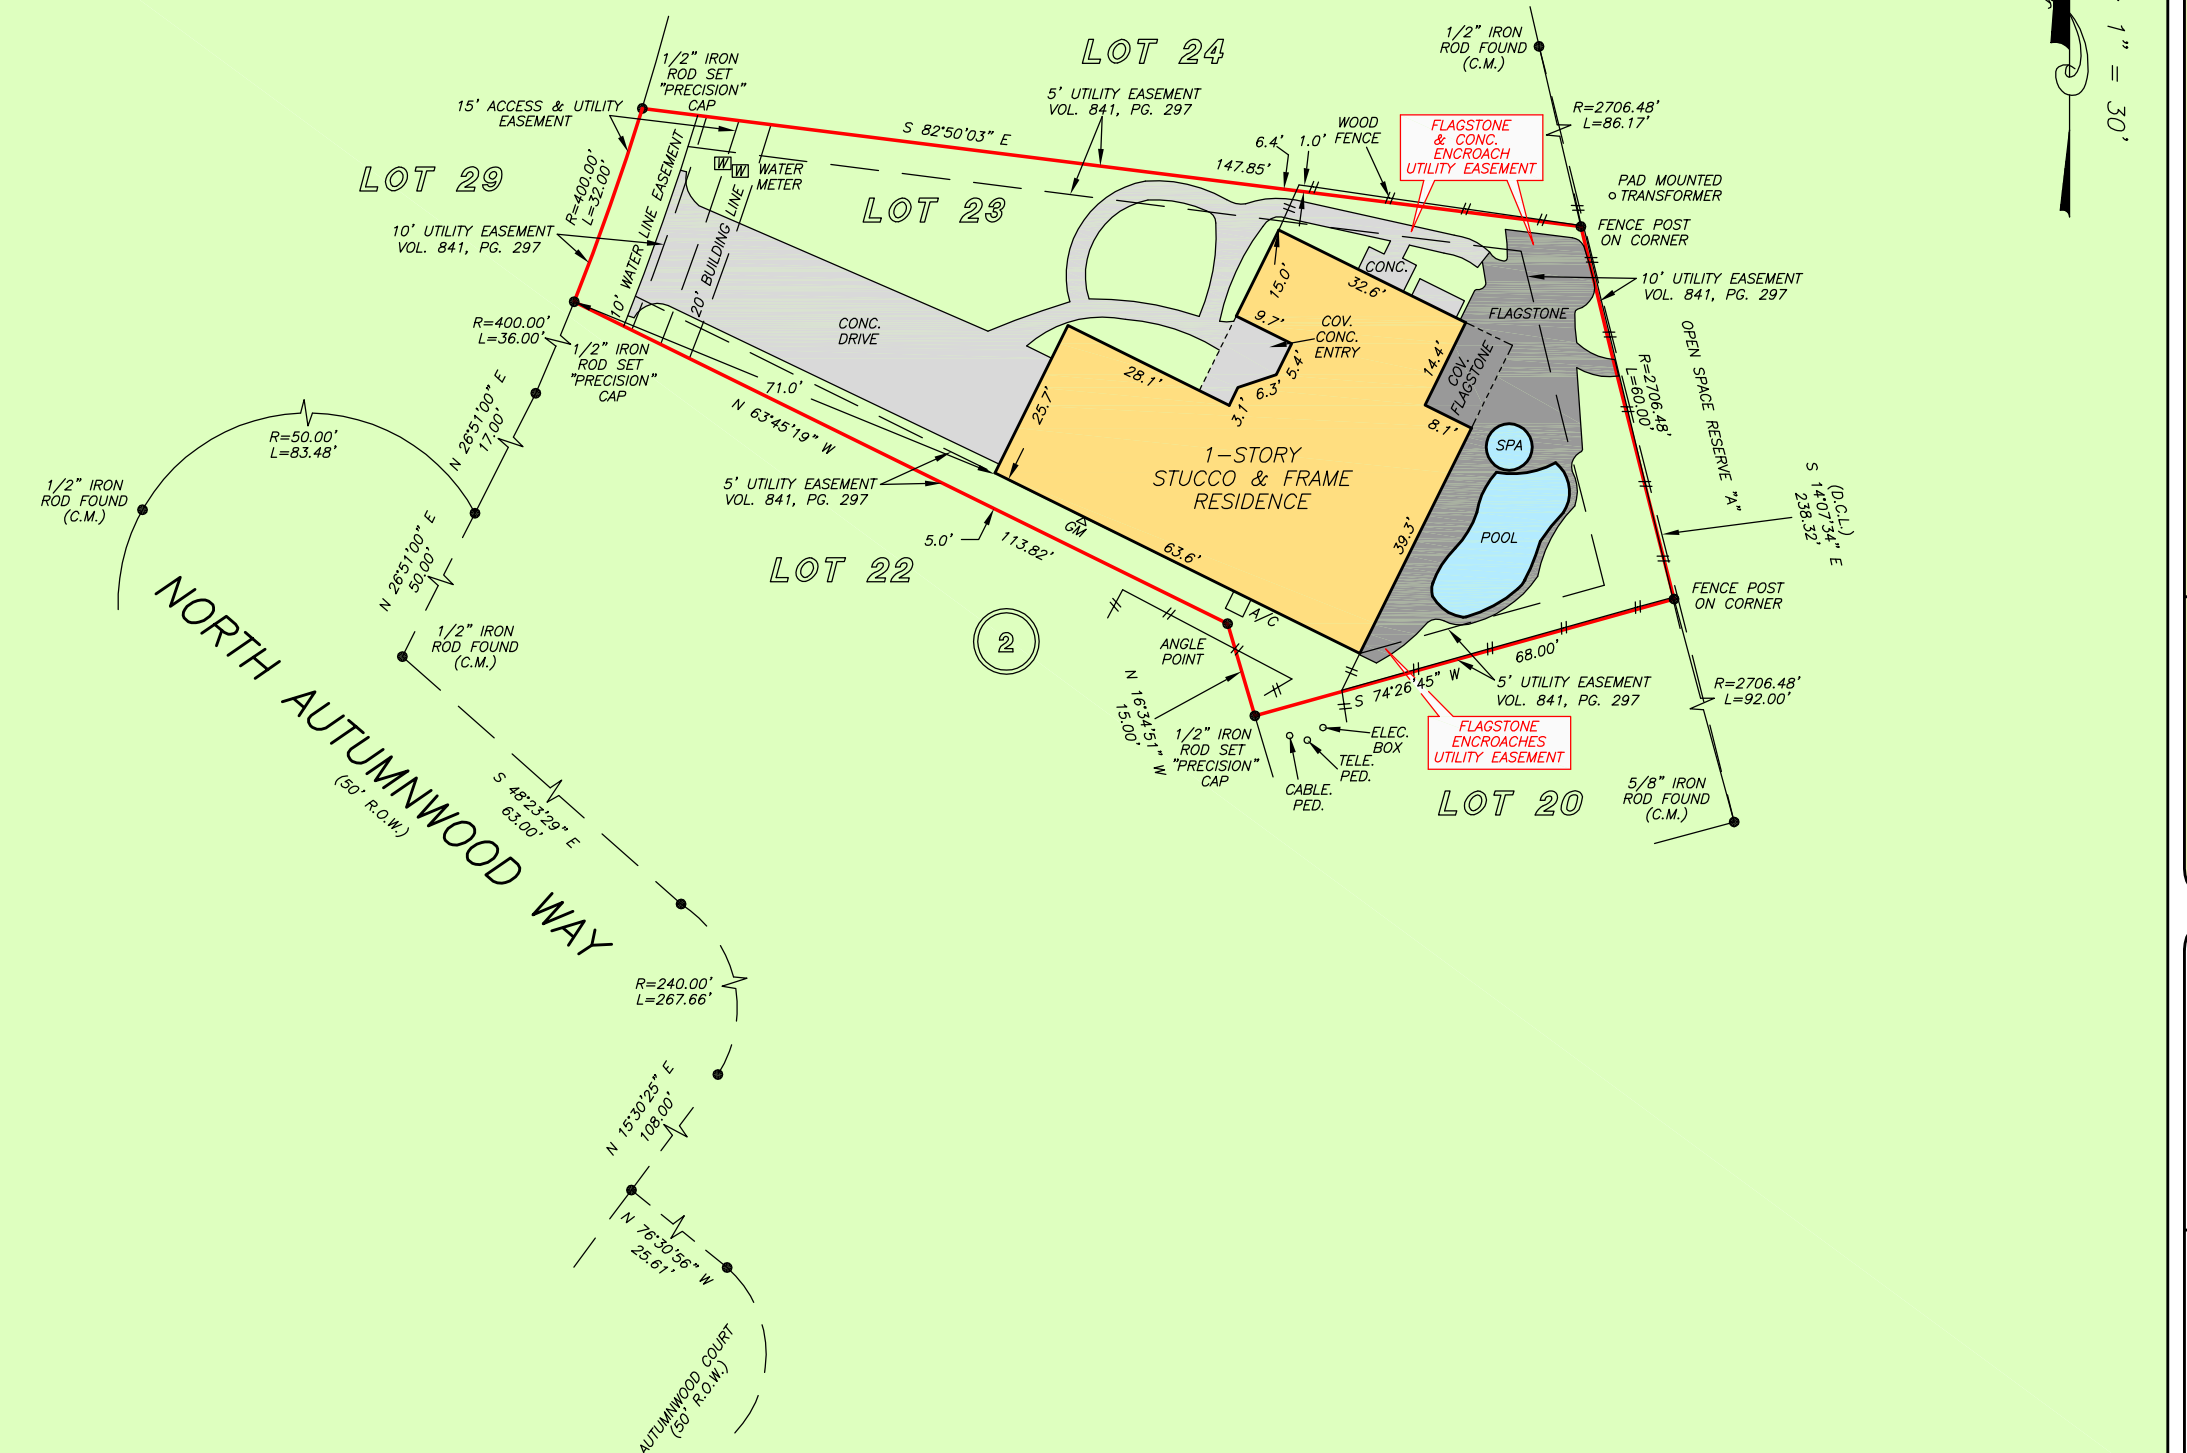 LOT 24
1/2" IRON
ROD FOUND
(C.M.)
1" = 30'
1/2" IRON
ROD SET
"PRECISION"
CAP
15' ACCESS & UTILITY
EASEMENT
5' UTILITY EASEMENT
VOL. 841, PG. 297
S 82°50'03" E
147.85'
6.4'
1.0'
WOOD
FENCE
FLAGSTONE
& CONC.
ENCROACH
UTILITY EASEMENT
R=2706.48'
L=86.17'
PAD MOUNTED
TRANSFORMER
FENCE POST
ON CORNER
LOT 29
R=400.00'
L=32.00'
10' UTILITY EASEMENT
VOL. 841, PG. 297
10' WATER LINE EASEMENT
20' BUILDING LINE
W
W
WATER
METER
LOT 23
CONC.
DRIVE
15.0'
32.6'
CONC.
9.7'
COV.
CONC.
ENTRY
5.4'
6.3'
3.1'
28.1'
25.7'
14.4'
COV.
FLAGSTONE
8.1'
FLAGSTONE
10' UTILITY EASEMENT
VOL. 841, PG. 297
OPEN SPACE RESERVE "A"
R=2706.48'
L=60.00'
(D.C.L.)
S 14°07'34" E
238.32'
R=400.00'
L=36.00'
1/2" IRON
ROD SET
"PRECISION"
CAP
71.0'
N 63°45'19" W
113.82'
N 26°51'00" E
17.00'
R=50.00'
L=83.48'
1/2" IRON
ROD FOUND
(C.M.)
1-STORY
STUCCO & FRAME
RESIDENCE
SPA
POOL
39.3'
63.6'
GM
A/C
5' UTILITY EASEMENT
VOL. 841, PG. 297
5.0'
LOT 22
2
N 26°51'00" E
50.00'
1/2" IRON
ROD FOUND
(C.M.)
ANGLE
POINT
N 16°34'51" W
15.00'
1/2" IRON
ROD SET
"PRECISION"
CAP
FENCE POST
ON CORNER
68.00'
S 74°26'45" W
5' UTILITY EASEMENT
VOL. 841, PG. 297
FLAGSTONE
ENCROACHES
UTILITY EASEMENT
R=2706.48'
L=92.00'
ELEC.
BOX
TELE.
PED.
CABLE.
PED.
LOT 20
5/8" IRON
ROD FOUND
(C.M.)
NORTH AUTUMNWOOD WAY
(50' R.O.W.)
S 48°23'29" E
63.00'
R=240.00'
L=267.66'
N 15°30'25" E
108.00'
N 76°30'56" W
25.61'
AUTUMNWOOD COURT
(50' R.O.W.)